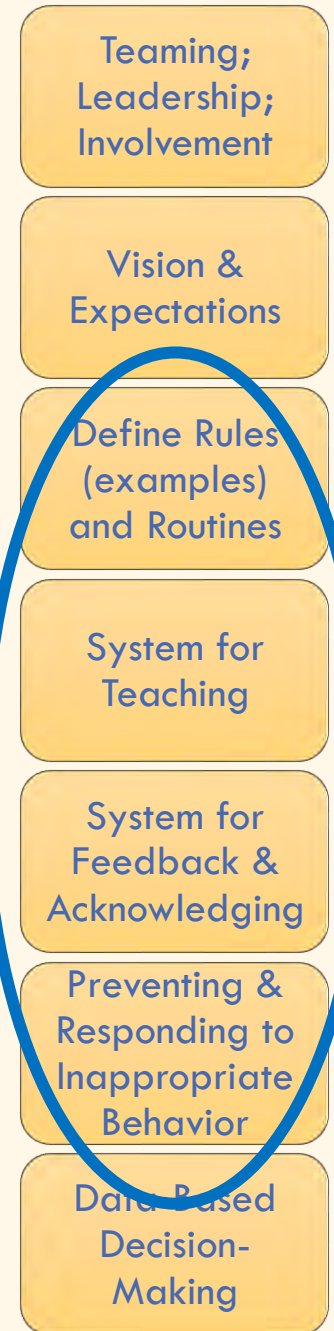 Teaming;
Leadership;
Involvement
Vision &
Expectations
Define Rules
(examples)
and Routines
System for
Teaching
System for
Feedback &
Acknowledging
Preventing &
Responding to
Inappropriate
Behavior
Data-Based
Decision-
Making